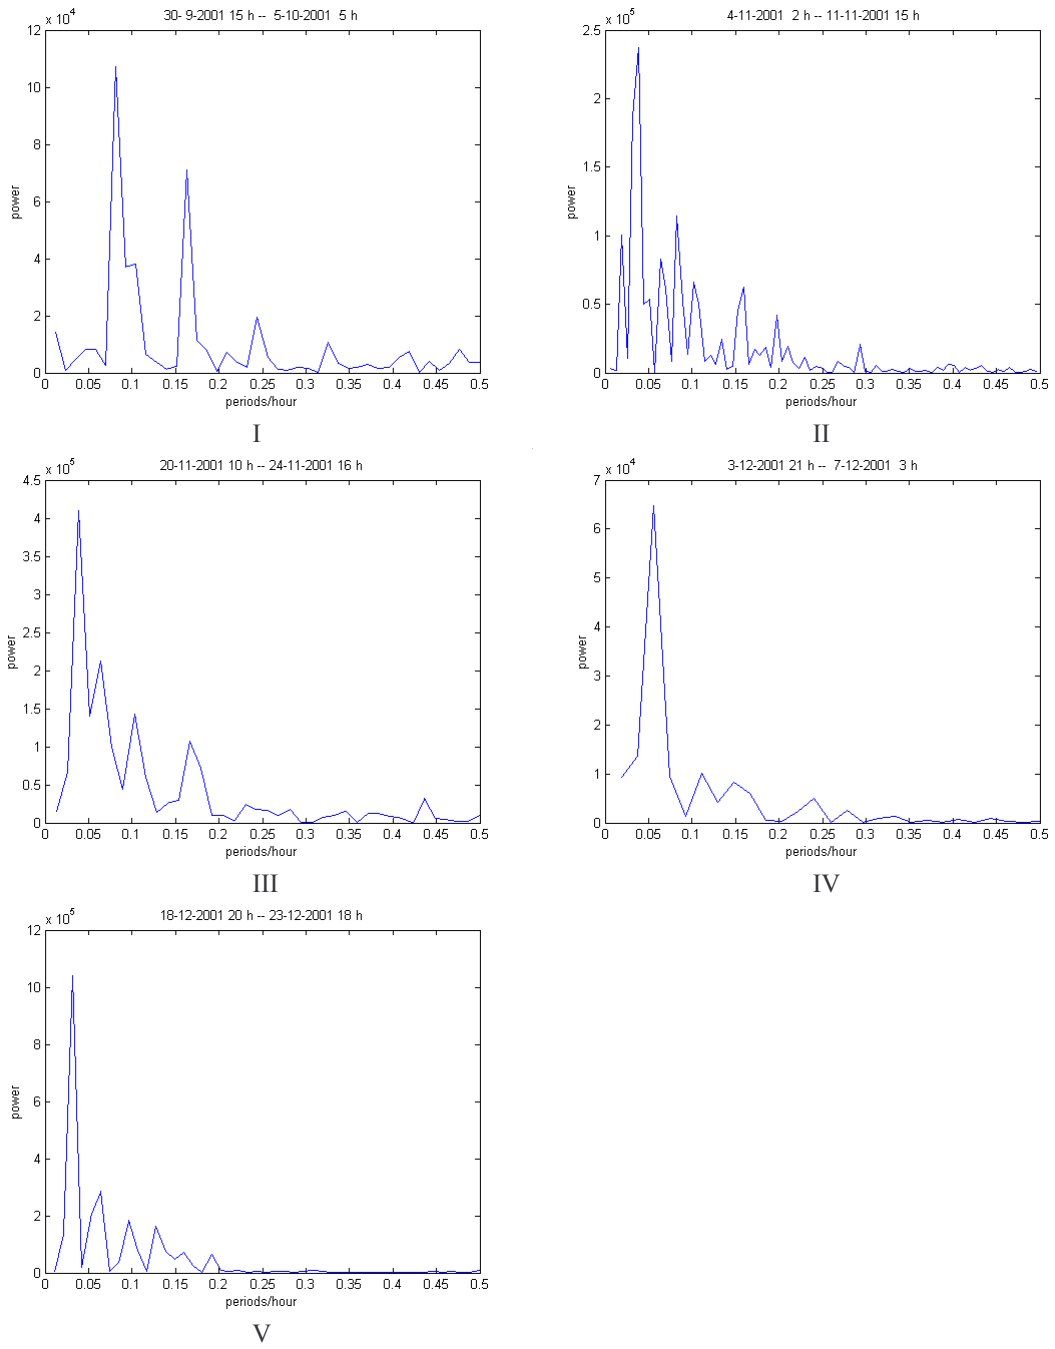 30- 9-2001 15 h -- 5-10-2001 5 h
x 10^4
12
10
8
6
4
2
0
power
0 0.05 0.1 0.15 0.2 0.25 0.3 0.35 0.4 0.45 0.5
periods/hour
I
4-11-2001 2 h -- 11-11-2001 15 h
x 10^5
2.5
2
1.5
1
0.5
0
power
0 0.05 0.1 0.15 0.2 0.25 0.3 0.35 0.4 0.45 0.5
periods/hour
II
20-11-2001 10 h -- 24-11-2001 16 h
x 10^5
4.5
4
3.5
3
2.5
2
1.5
1
0.5
0
power
0 0.05 0.1 0.15 0.2 0.25 0.3 0.35 0.4 0.45 0.5
periods/hour
III
3-12-2001 21 h -- 7-12-2001 3 h
x 10^4
7
6
5
4
3
2
1
0
power
0 0.05 0.1 0.15 0.2 0.25 0.3 0.35 0.4 0.45 0.5
periods/hour
IV
18-12-2001 20 h -- 23-12-2001 18 h
x 10^5
12
10
8
6
4
2
0
power
0 0.05 0.1 0.15 0.2 0.25 0.3 0.35 0.4 0.45 0.5
periods/hour
V